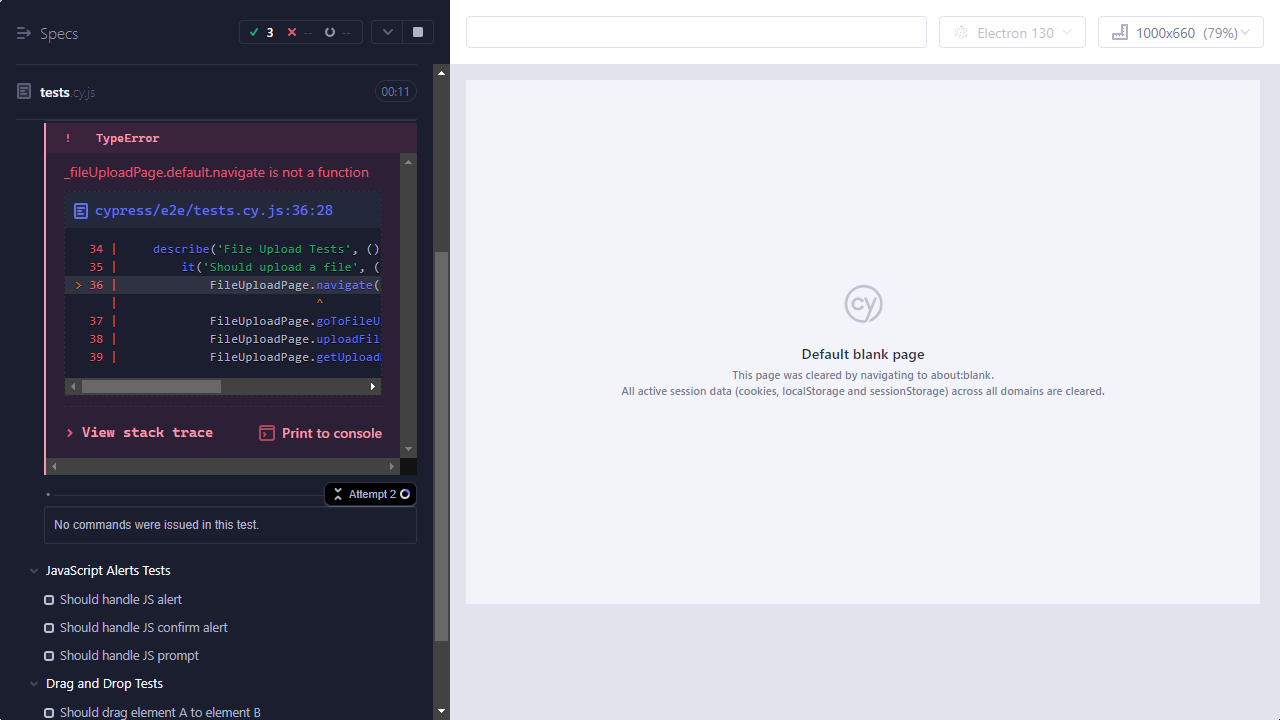 Specs
3
--
--
Electron 130
1000x660 (79%)
tests.cy.js
00:11
! TypeError
_fileUploadPage.default.navigate is not a function
cypress/e2e/tests.cy.js:36:28
34 | describe('File Upload Tests', ()
35 | it('Should upload a file', (
> 36 | FileUploadPage.navigate(
| ^
37 | FileUploadPage.goToFileU
38 | FileUploadPage.uploadFil
39 | FileUploadPage.getUpload
> View stack trace
Print to console
Attempt 2
No commands were issued in this test.
JavaScript Alerts Tests
Should handle JS alert
Should handle JS confirm alert
Should handle JS prompt
Drag and Drop Tests
Should drag element A to element B
cy
Default blank page
This page was cleared by navigating to about:blank.
All active session data (cookies, localStorage and sessionStorage) across all domains are cleared.